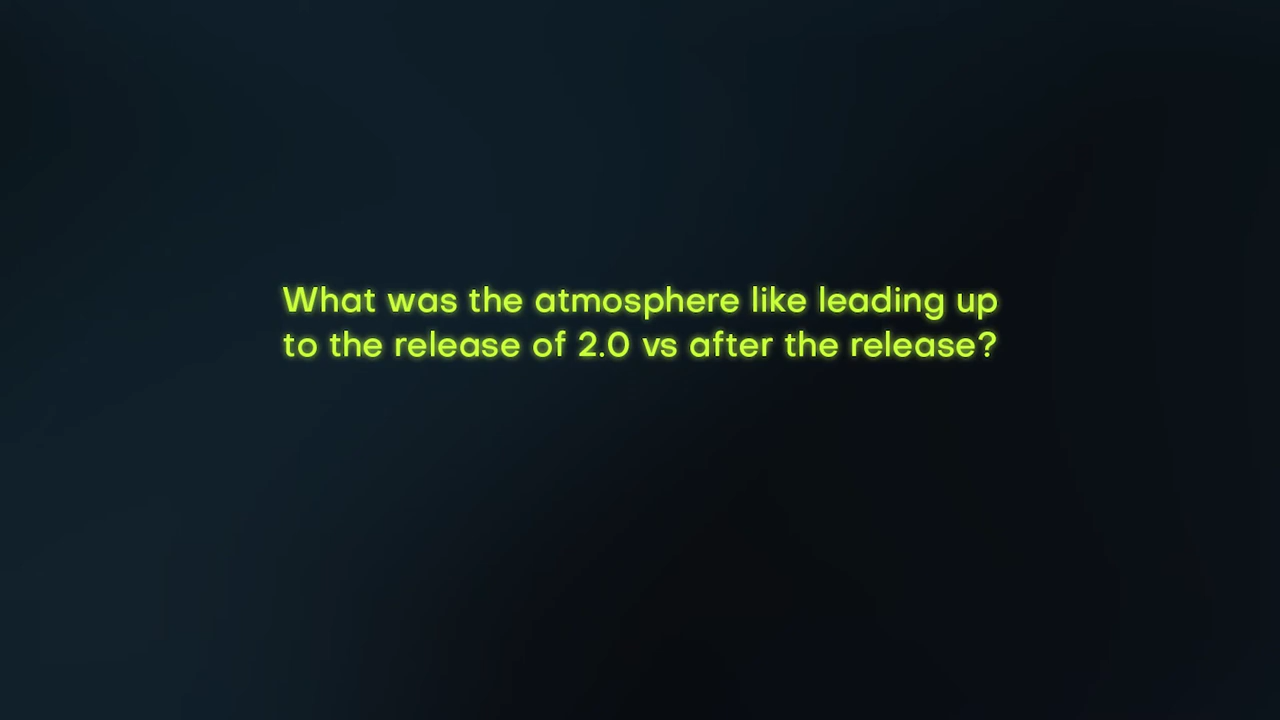 What was the atmosphere like leading up
to the release of 2.0 vs after the release?